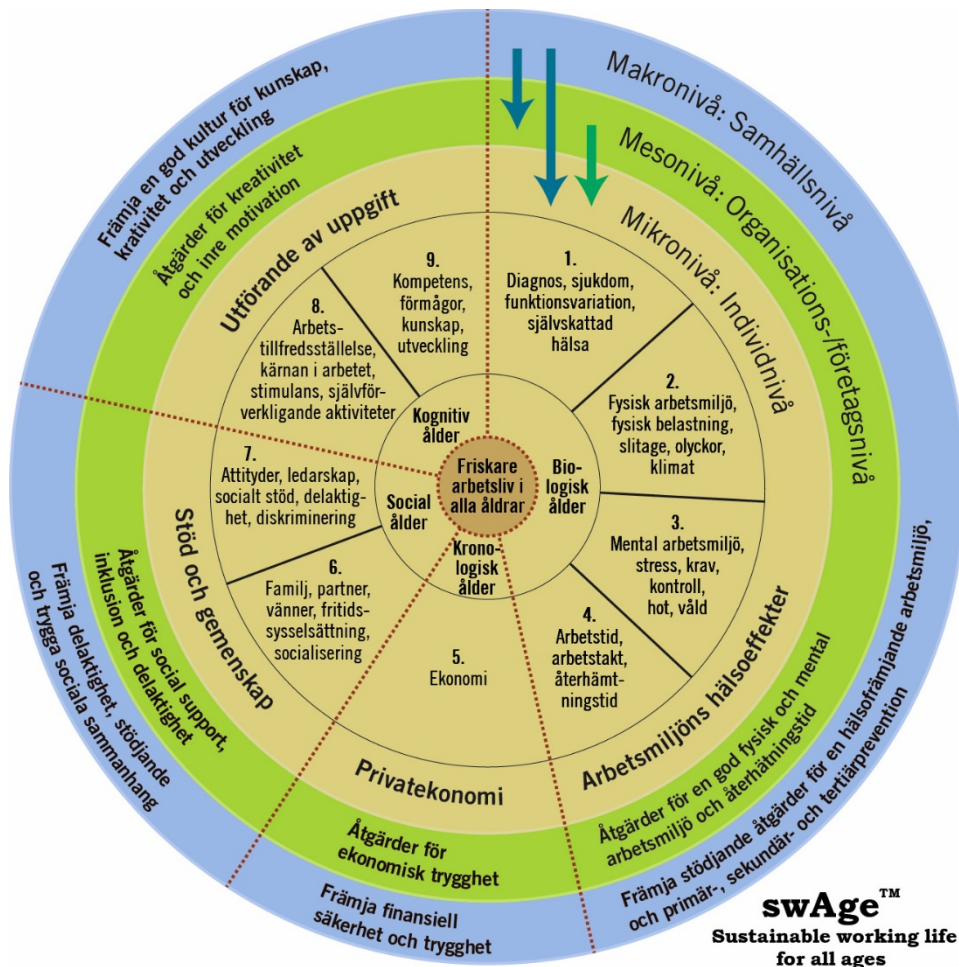 Makronivå: Samhällsnivå
Mesonivå: Organisations-/företagsnivå
Mikronivå: Individnivå
Främja en god kultur för kunskap,
krativitet och utveckling
Åtgärder för kreativitet
och inre motivation
Utförande av uppgift
1.
Diagnos, sjukdom,
funktionsvariation,
självskattad
hälsa
2.
Fysisk arbetsmiljö,
fysisk belastning,
slitage, olyckor,
klimat
3.
Mental arbetsmiljö,
stress, krav,
kontroll,
hot, våld
4.
Arbetstid,
arbetstakt,
återhämt-
ningstid
5.
Ekonomi
6.
Familj, partner,
vänner, fritids-
sysselsättning,
socialisering
7.
Attityder, ledarskap,
socialt stöd, delaktig-
het, diskriminering
8.
Arbets-
tillfredsställelse,
kärnan i arbetet,
stimulans, självför-
verkligande aktiviteter
9.
Kompetens,
förmågor,
kunskap,
utveckling
Kognitiv
ålder
Bio-
logisk
ålder
Social
ålder
Krono-
logisk
ålder
Friskare
arbetsliv i
alla åldrar
Arbetsmiljöns hälsoeffekter
Åtgärder för en god fysisk och mental
arbetsmiljö och återhätningstid
Främja stödjande åtgärder för en hälsofrämjande arbetsmiljö,
och primär-, sekundär- och tertiärprevention
Privatekonomi
Åtgärder för
ekonomisk trygghet
Främja finansiell
säkerhet och trygghet
Stöd och gemenskap
Åtgärder för social support,
inklusion och delaktighet
Främja delaktighet, stödjande
och trygga sociala sammanhang
swAge™
Sustainable working life
for all ages